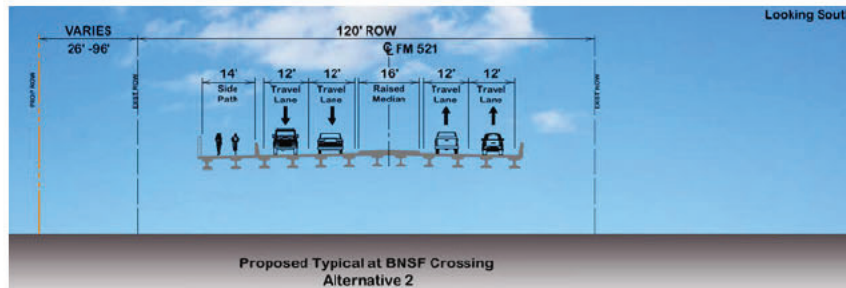 Looking Sout
VARIES
26' -96'
120' ROW
℄ FM 521
14'
Side
Path
12'
Travel
Lane
12'
Travel
Lane
16'
Raised
Median
12'
Travel
Lane
12'
Travel
Lane
PROP ROW
EXIST ROW
EXIST ROW
Proposed Typical at BNSF Crossing
Alternative 2